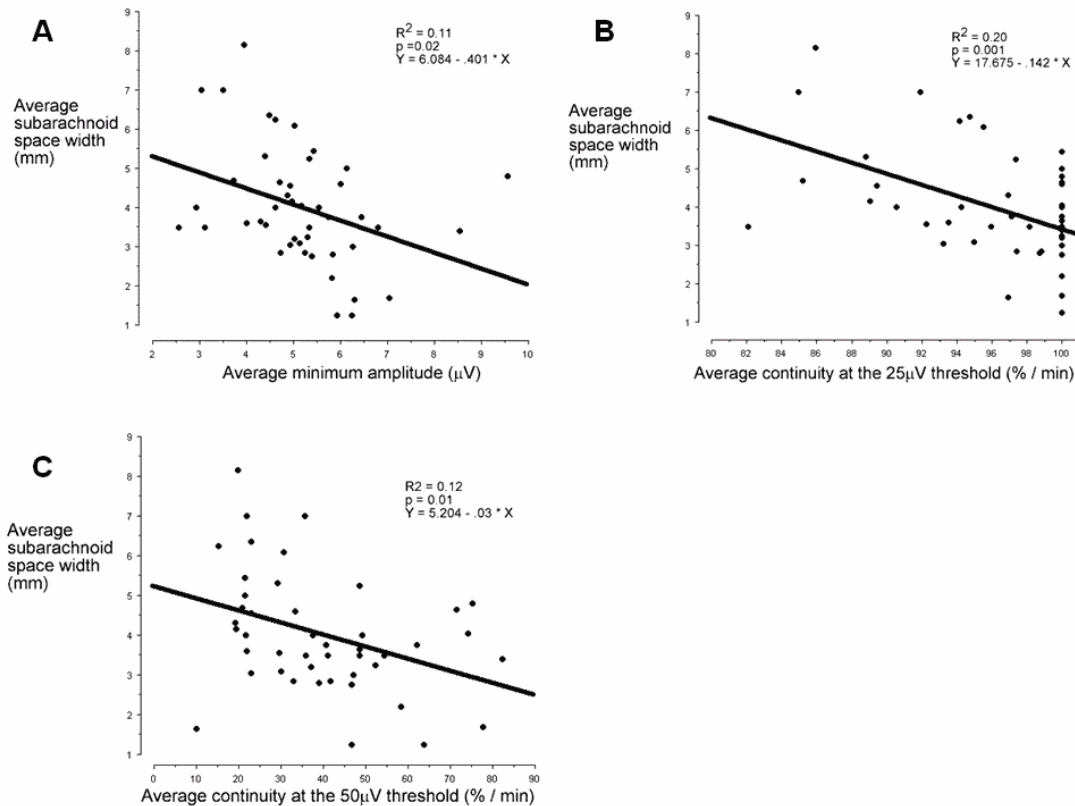 A
R² = 0.11
p =0.02
Y = 6.084 - .401 * X
Average
subarachnoid
space width
(mm)
9
8
7
6
5
4
3
2
1
2 3 4 5 6 7 8 9 10
Average minimum amplitude (µV)
B
R² = 0.20
p = 0.001
Y = 17.675 - .142 * X
Average
subarachnoid
space width
(mm)
9
8
7
6
5
4
3
2
1
80 82 84 86 88 90 92 94 96 98 100
Average continuity at the 25µV threshold (% / min)
C
R2 = 0.12
p = 0.01
Y = 5.204 - .03 * X
Average
subarachnoid
space width
(mm)
9
8
7
6
5
4
3
2
1
0 10 20 30 40 50 60 70 80 90
Average continuity at the 50µV threshold (% / min)